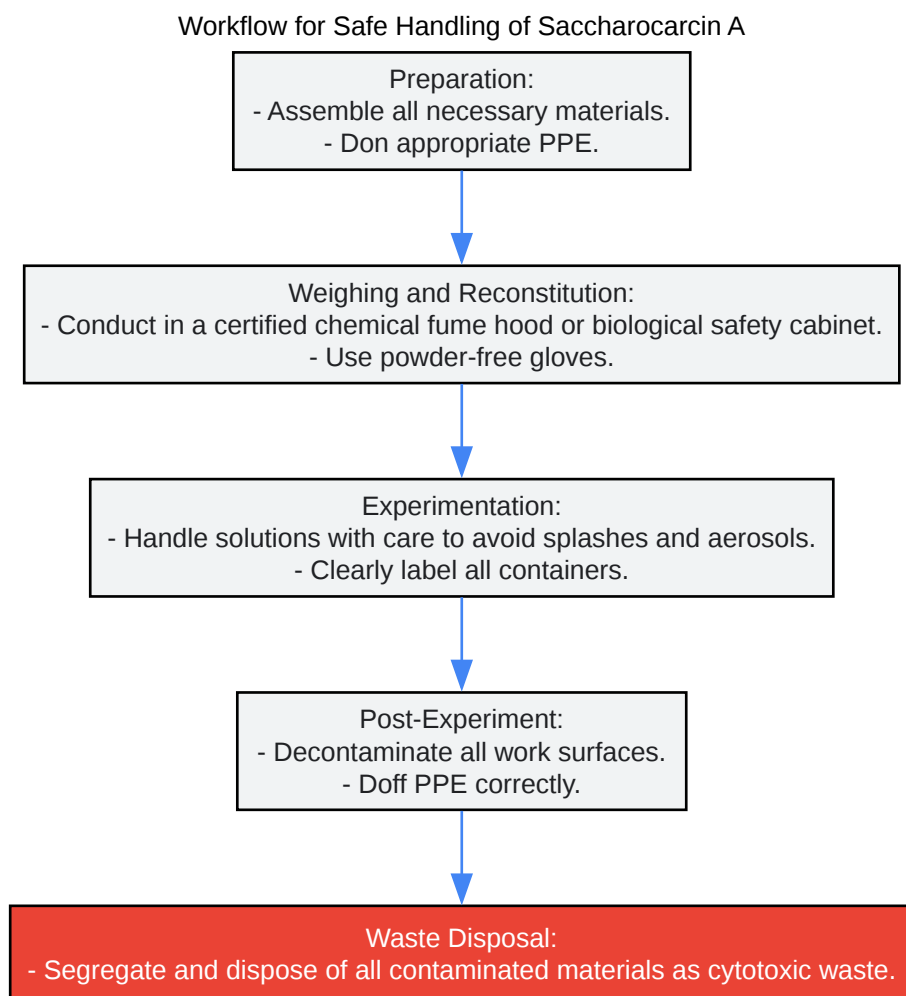 Workflow for Safe Handling of Saccharocarcin A
Preparation:
- Assemble all necessary materials.
- Don appropriate PPE.
Weighing and Reconstitution:
- Conduct in a certified chemical fume hood or biological safety cabinet.
- Use powder-free gloves.
Experimentation:
- Handle solutions with care to avoid splashes and aerosols.
- Clearly label all containers.
Post-Experiment:
- Decontaminate all work surfaces.
- Doff PPE correctly.
Waste Disposal:
- Segregate and dispose of all contaminated materials as cytotoxic waste.